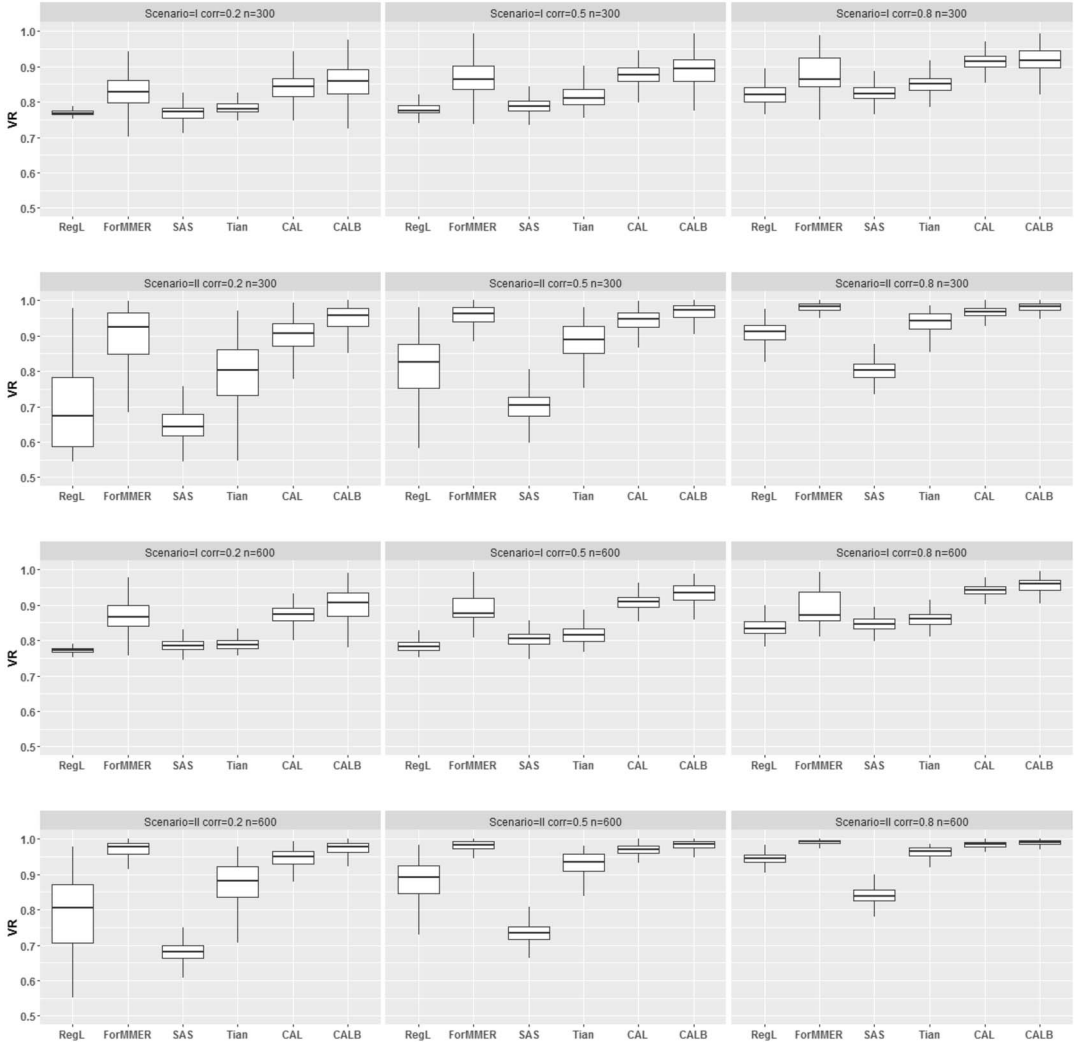 Scenario=I corr=0.2 n=300
Scenario=I corr=0.5 n=300
Scenario=I corr=0.8 n=300
VR
1.0
0.9
0.8
0.7
0.6
0.5
RegL ForMMER SAS Tian CAL CALB
RegL ForMMER SAS Tian CAL CALB
RegL ForMMER SAS Tian CAL CALB
Scenario=II corr=0.2 n=300
Scenario=II corr=0.5 n=300
Scenario=II corr=0.8 n=300
VR
1.0
0.9
0.8
0.7
0.6
0.5
RegL ForMMER SAS Tian CAL CALB
RegL ForMMER SAS Tian CAL CALB
RegL ForMMER SAS Tian CAL CALB
Scenario=I corr=0.2 n=600
Scenario=I corr=0.5 n=600
Scenario=I corr=0.8 n=600
VR
1.0
0.9
0.8
0.7
0.6
0.5
RegL ForMMER SAS Tian CAL CALB
RegL ForMMER SAS Tian CAL CALB
RegL ForMMER SAS Tian CAL CALB
Scenario=II corr=0.2 n=600
Scenario=II corr=0.5 n=600
Scenario=II corr=0.8 n=600
VR
1.0
0.9
0.8
0.7
0.6
0.5
RegL ForMMER SAS Tian CAL CALB
RegL ForMMER SAS Tian CAL CALB
RegL ForMMER SAS Tian CAL CALB